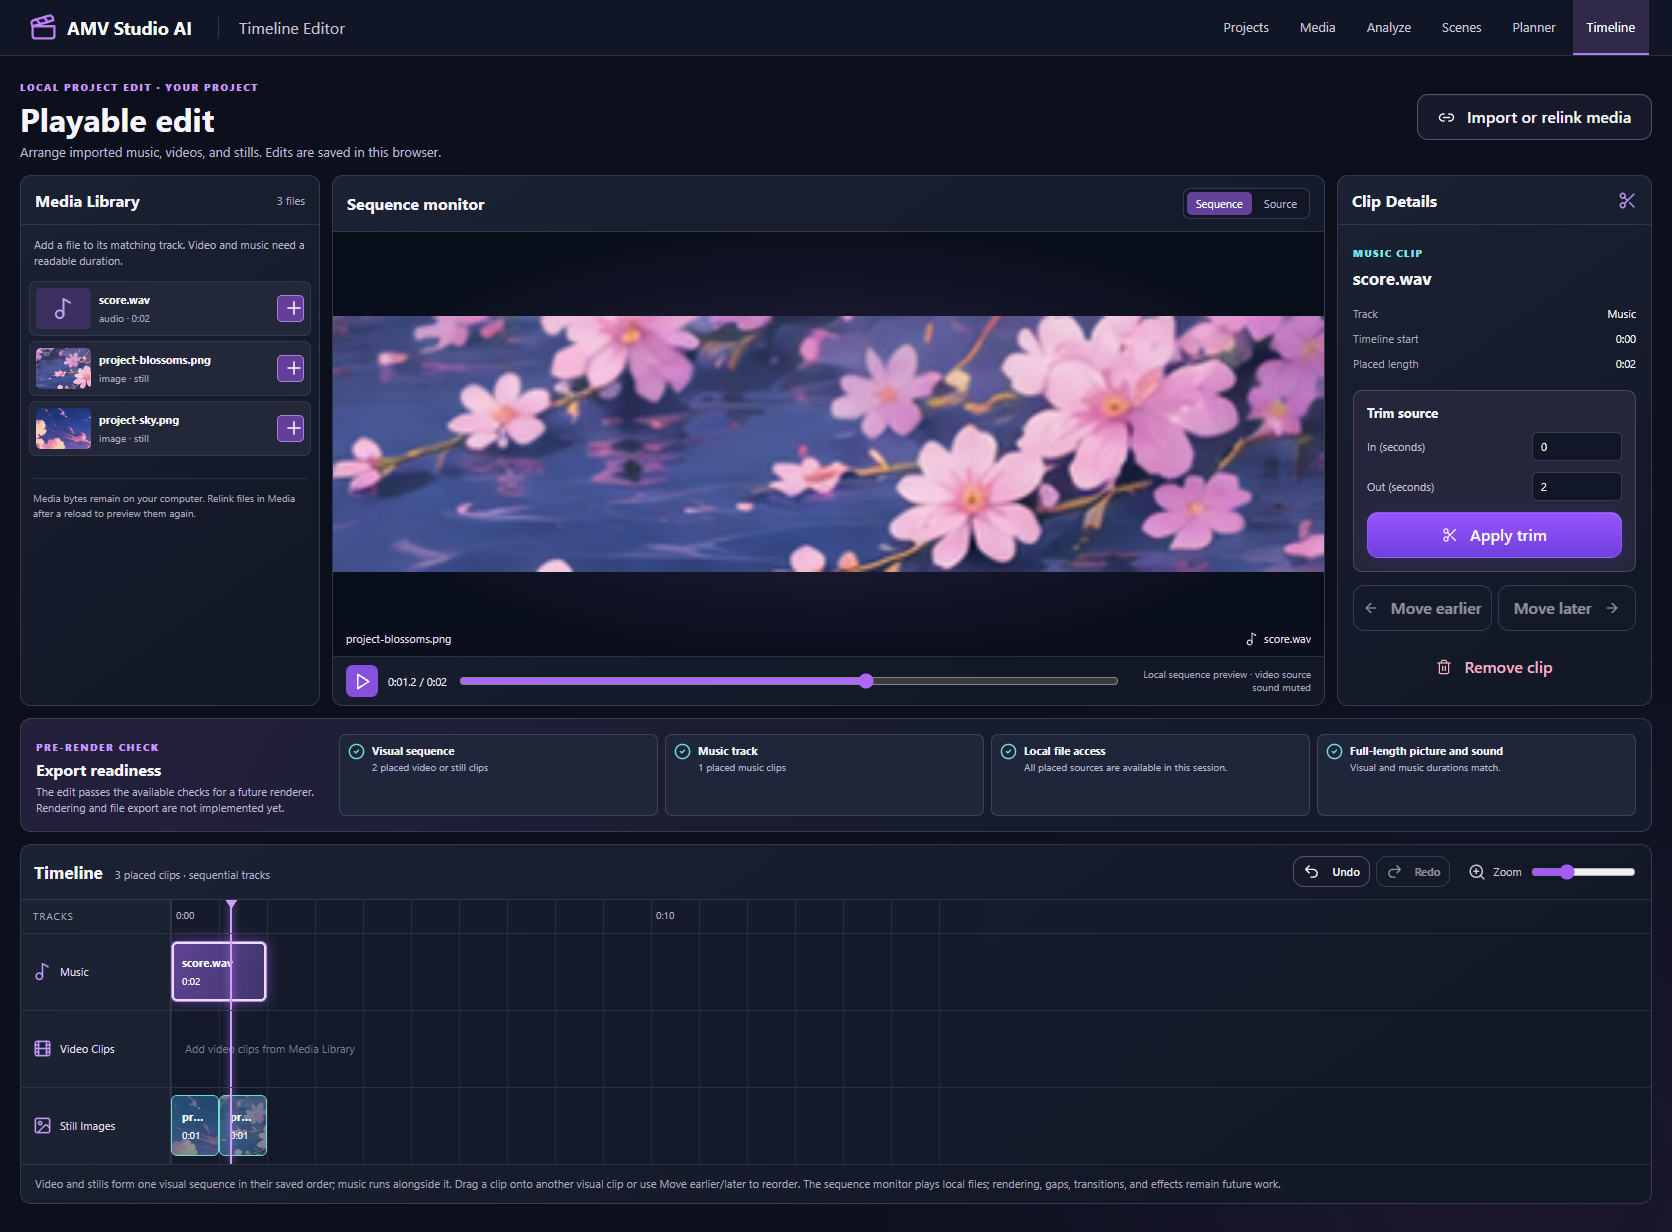 AMV Studio AI
Timeline Editor
Projects
Media
Analyze
Scenes
Planner
Timeline
LOCAL PROJECT EDIT • YOUR PROJECT
Playable edit
Arrange imported music, videos, and stills. Edits are saved in this browser.
Import or relink media
Media Library
3 files
Add a file to its matching track. Video and music need a
readable duration.
score.wav
audio · 0:02
project-blossoms.png
image · still
project-sky.png
image · still
Media bytes remain on your computer. Relink files in Media
after a reload to preview them again.
Sequence monitor
Sequence
Source
project-blossoms.png
score.wav
0:01.2 / 0:02
Local sequence preview · video source
sound muted
Clip Details
MUSIC CLIP
score.wav
Track
Music
Timeline start
0:00
Placed length
0:02
Trim source
In (seconds)
0
Out (seconds)
2
Apply trim
Move earlier
Move later
Remove clip
PRE-RENDER CHECK
Export readiness
The edit passes the available checks for a future renderer.
Rendering and file export are not implemented yet.
Visual sequence
2 placed video or still clips
Music track
1 placed music clips
Local file access
All placed sources are available in this session.
Full-length picture and sound
Visual and music durations match.
Timeline
3 placed clips · sequential tracks
Undo
Redo
Zoom
TRACKS
0:00
0:10
Music
score.wav
0:02
Video Clips
Add video clips from Media Library
Still Images
pr...
0:01
pr...
0:01
Video and stills form one visual sequence in their saved order; music runs alongside it. Drag a clip onto another visual clip or use Move earlier/later to reorder. The sequence monitor plays local files; rendering, gaps, transitions, and effects remain future work.